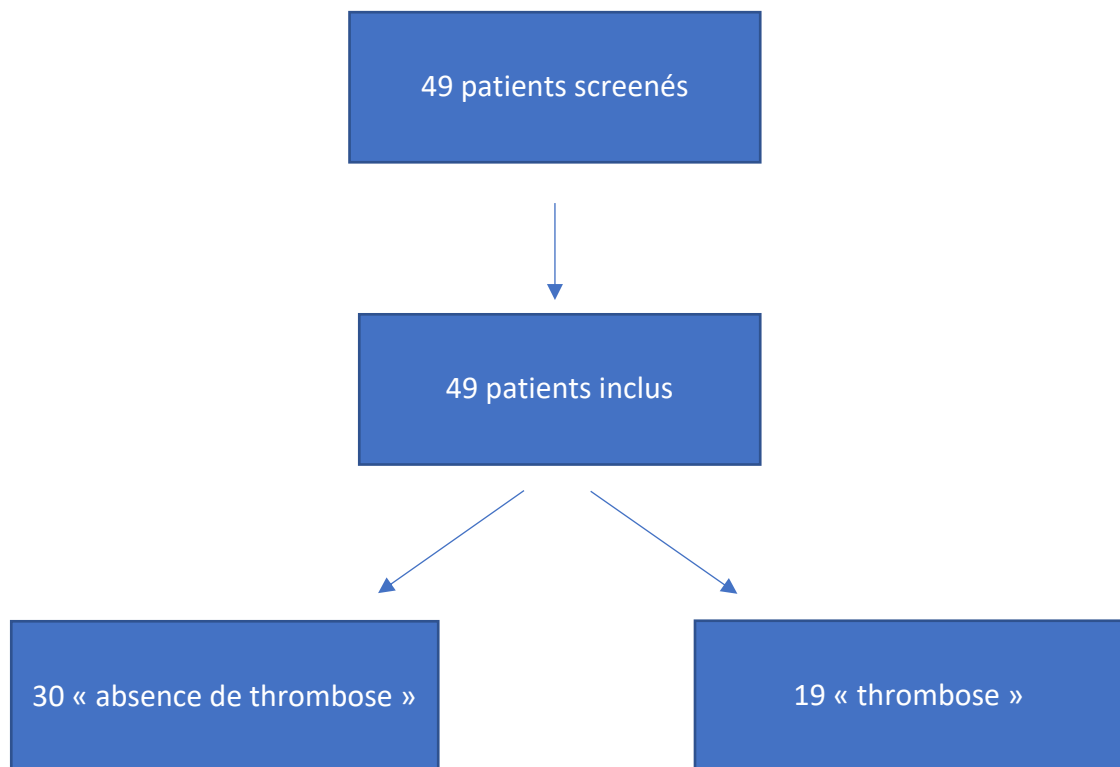 49 patients screenés
49 patients inclus
30 « absence de thrombose »
19 « thrombose »